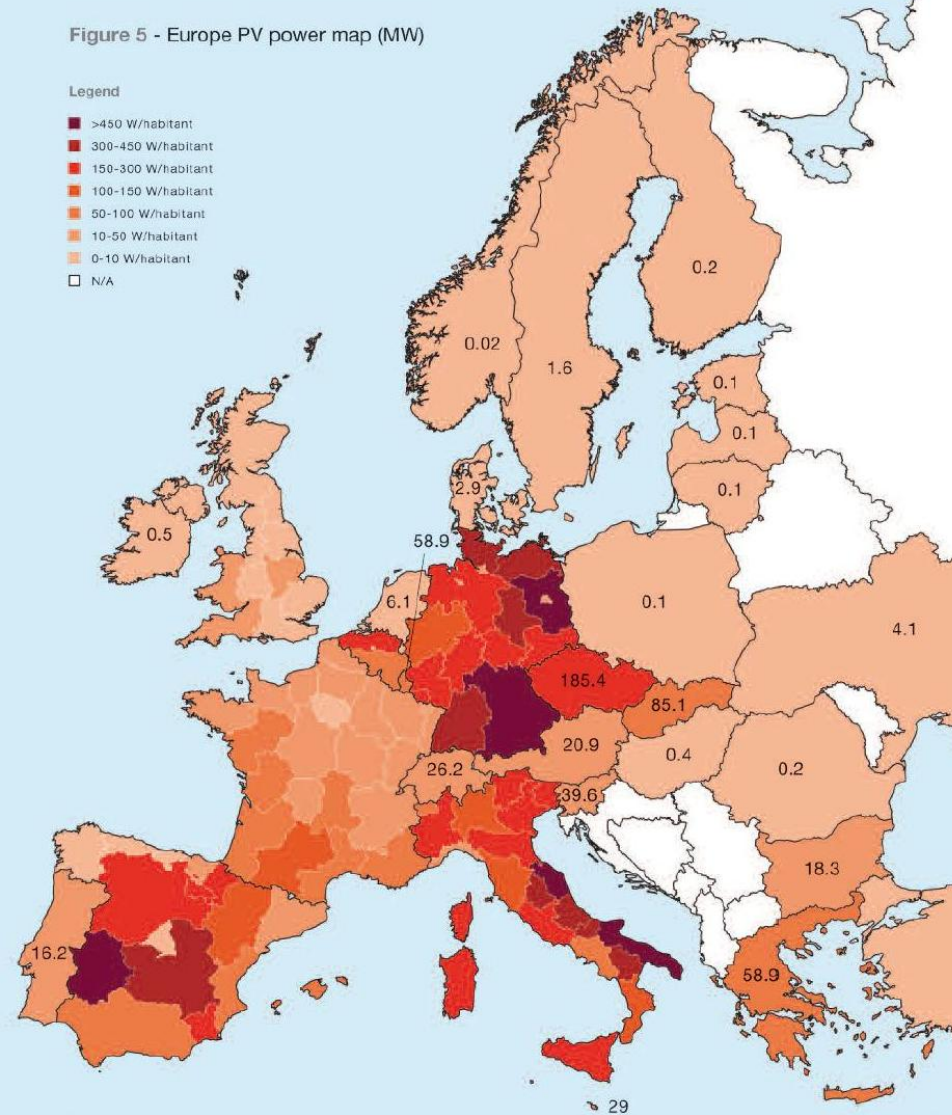 Figure 5 - Europe PV power map (MW)
Legend
>450 W/habitant
300-450 W/habitant
150-300 W/habitant
100-150 W/habitant
50-100 W/habitant
10-50 W/habitant
0-10 W/habitant
N/A
0.2
0.02
1.6
0.1
0.1
2.9
0.1
0.5
58.9
6.1
0.1
4.1
185.4
85.1
20.9
26.2
0.4
0.2
39.6
18.3
16.2
58.9
29